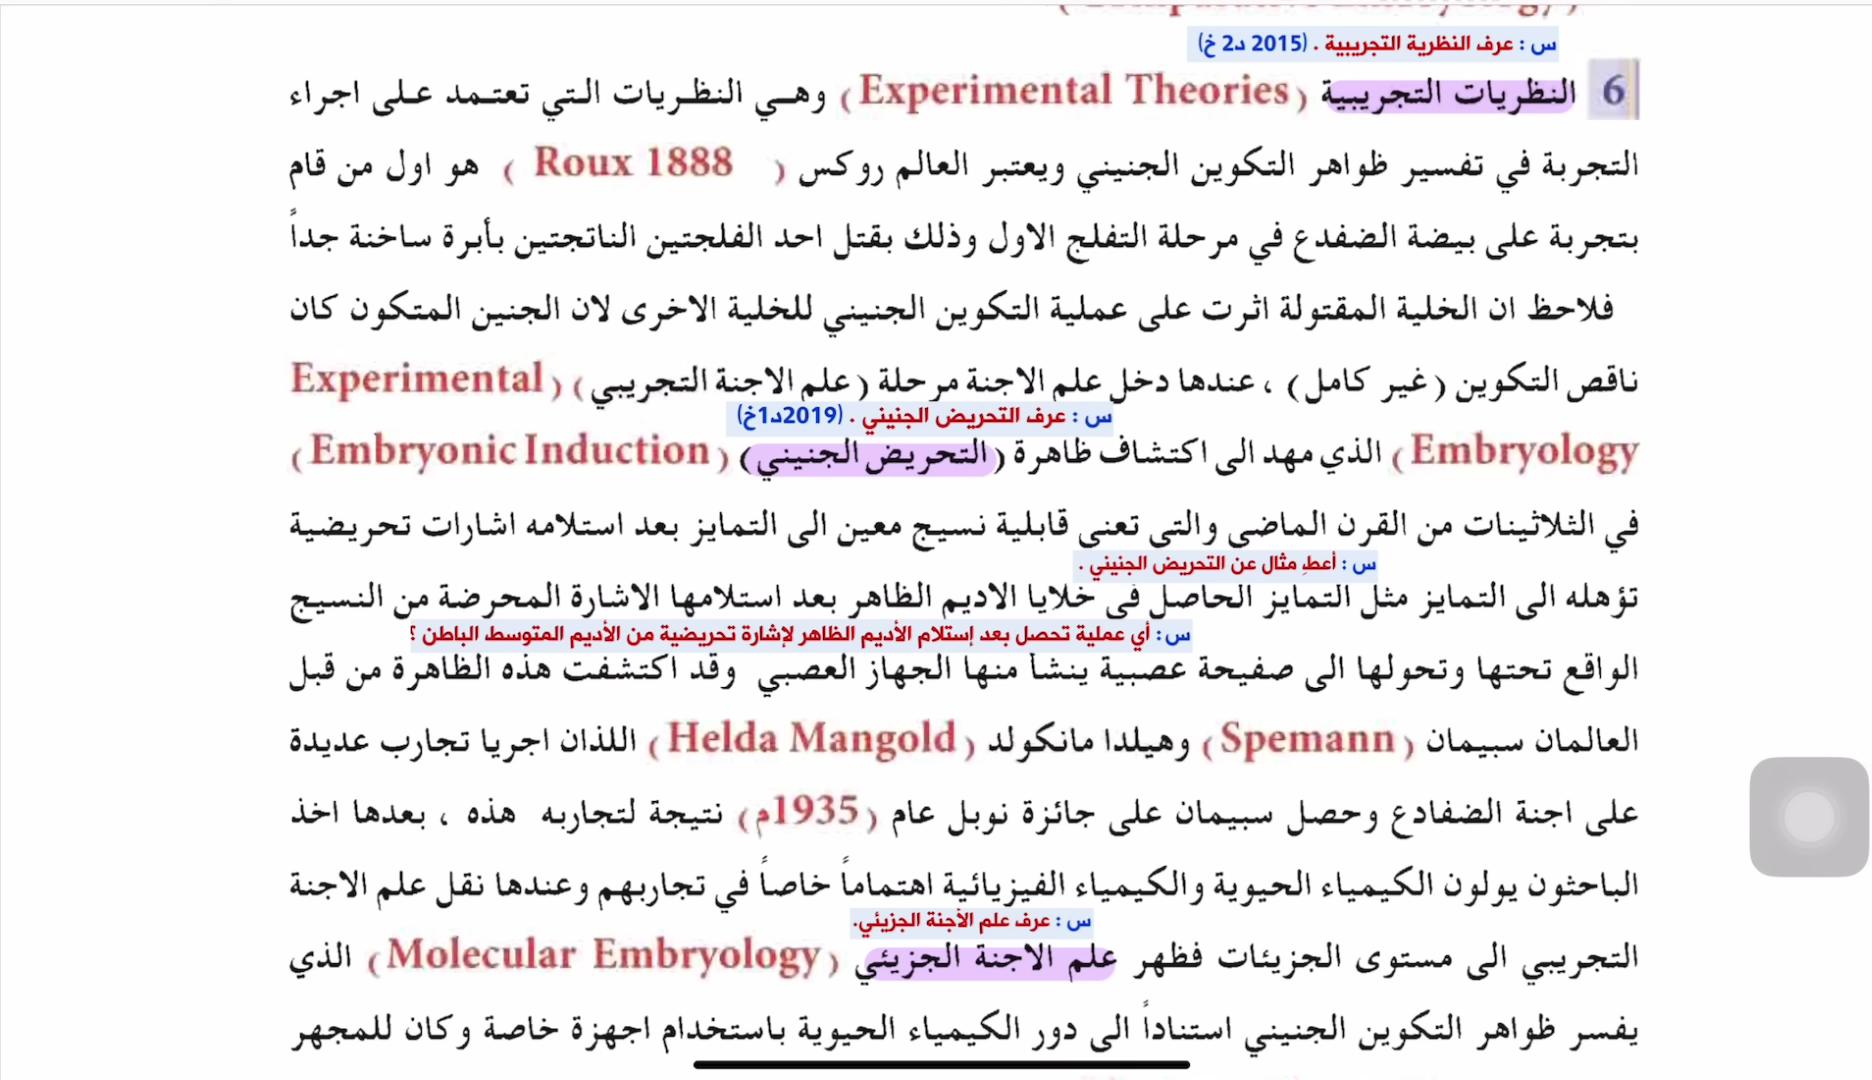 س : عرف النظرية التجريبية . (2015 د2 خ)
6 النظريات التجريبية (Experimental Theories) وهي النظريات التي تعتمد على اجراء
التجربة في تفسير ظواهر التكوين الجنيني ويعتبر العالم روكس ( Roux 1888 ) هو اول من قام
بتجربة على بيضة الضفدع في مرحلة التفلج الاول وذلك بقتل احد الفلجتين الناتجتين بأبرة ساخنة جداً
فلاحظ ان الخلية المقتولة اثرت على عملية التكوين الجنيني للخلية الاخرى لان الجنين المتكون كان
ناقص التكوين (غير كامل) ، عندها دخل علم الاجنة مرحلة (علم الاجنة التجريبي) (Experimental
س : عرف التحريض الجنيني . (2019د1خ)
Embryology) الذي مهد الى اكتشاف ظاهرة (التحريض الجنيني) (Embryonic Induction)
في الثلاثينات من القرن الماضي والتي تعني قابلية نسيج معين الى التمايز بعد استلامه اشارات تحريضية
س : أعطِ مثال عن التحريض الجنيني .
تؤهله الى التمايز مثل التمايز الحاصل في خلايا الاديم الظاهر بعد استلامها الاشارة المحرضة من النسيج
س : أي عملية تحصل بعد إستلام الأديم الظاهر لإشارة تحريضية من الأديم المتوسط الباطن ؟
الواقع تحتها وتحولها الى صفيحة عصبية ينشأ منها الجهاز العصبي وقد اكتشفت هذه الظاهرة من قبل
العالمان سبيمان (Spemann) وهيلدا مانكولد (Helda Mangold) اللذان اجريا تجارب عديدة
على اجنة الضفادع وحصل سبيمان على جائزة نوبل عام (1935م) نتيجة لتجاربه هذه ، بعدها اخذ
الباحثون يولون الكيمياء الحيوية والكيمياء الفيزيائية اهتماماً خاصاً في تجاربهم وعندها نقل علم الاجنة
س : عرف علم الأجنة الجزيئي.
التجريبي الى مستوى الجزيئات فظهر علم الاجنة الجزيئي (Molecular Embryology) الذي
يفسر ظواهر التكوين الجنيني استناداً الى دور الكيمياء الحيوية باستخدام اجهزة خاصة وكان للمجهر